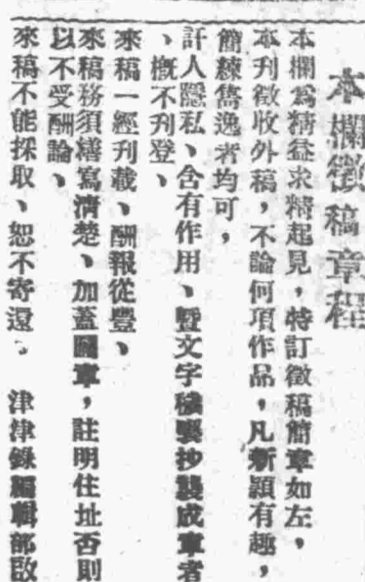 本欄徵稿章程
本欄爲精益求精起見，特訂徵稿簡章如左，
本刊徵收外稿，不論何項作品，凡新穎有趣，
簡練雋逸者均可，
訐人隱私、含有作用、暨文字穢褻抄襲成章者
、概不刋登、
來稿一經刋載、酬報從豐、
來稿務須繕寫清楚、加蓋圖章，註明住址否則
以不受酬論、
來稿不能採取、恕不寄還、 津津錄編輯部啟